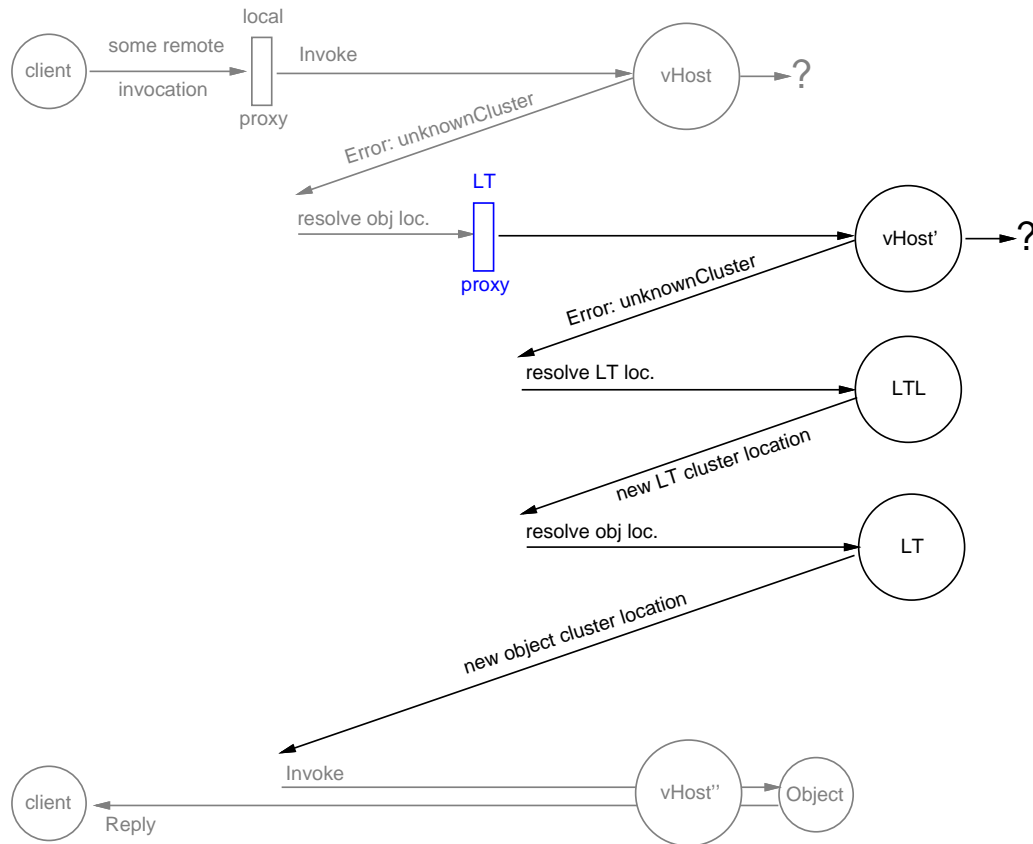 local
some remote
Invoke
client
vHost
?
invocation
proxy
Error: unknownCluster
LT
resolve obj loc.
vHost'
?
proxy
Error: unknownCluster
resolve LT loc.
LTL
new LT cluster location
resolve obj loc.
LT
new object cluster location
Invoke
client
vHost''
Object
Reply